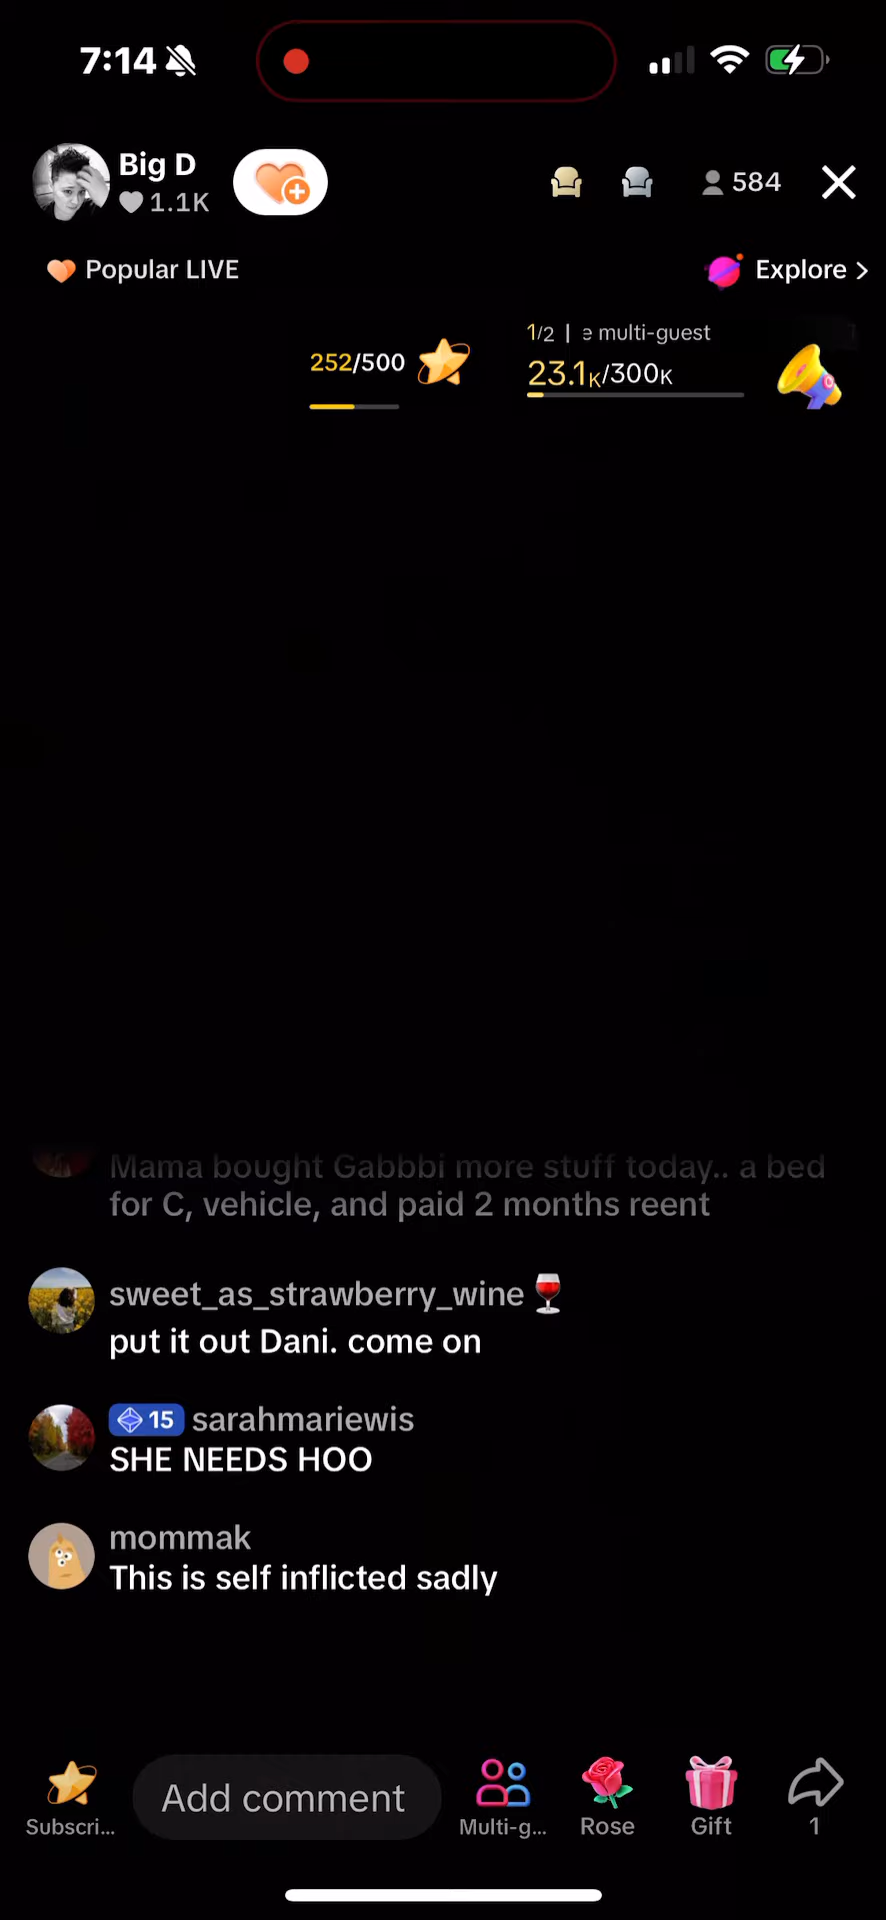 7:14
Big D
1.1K
584
Popular LIVE
Explore >
252/500
1/2 | e multi-guest
23.1K/300K
Mama bought Gabbbi more stuff today.. a bed
for C, vehicle, and paid 2 months reent
sweet_as_strawberry_wine🍷
put it out Dani. come on
15 sarahmariewis
SHE NEEDS HOO
mommak
This is self inflicted sadly
Add comment
Subscri...
Multi-g...
Rose
Gift
1